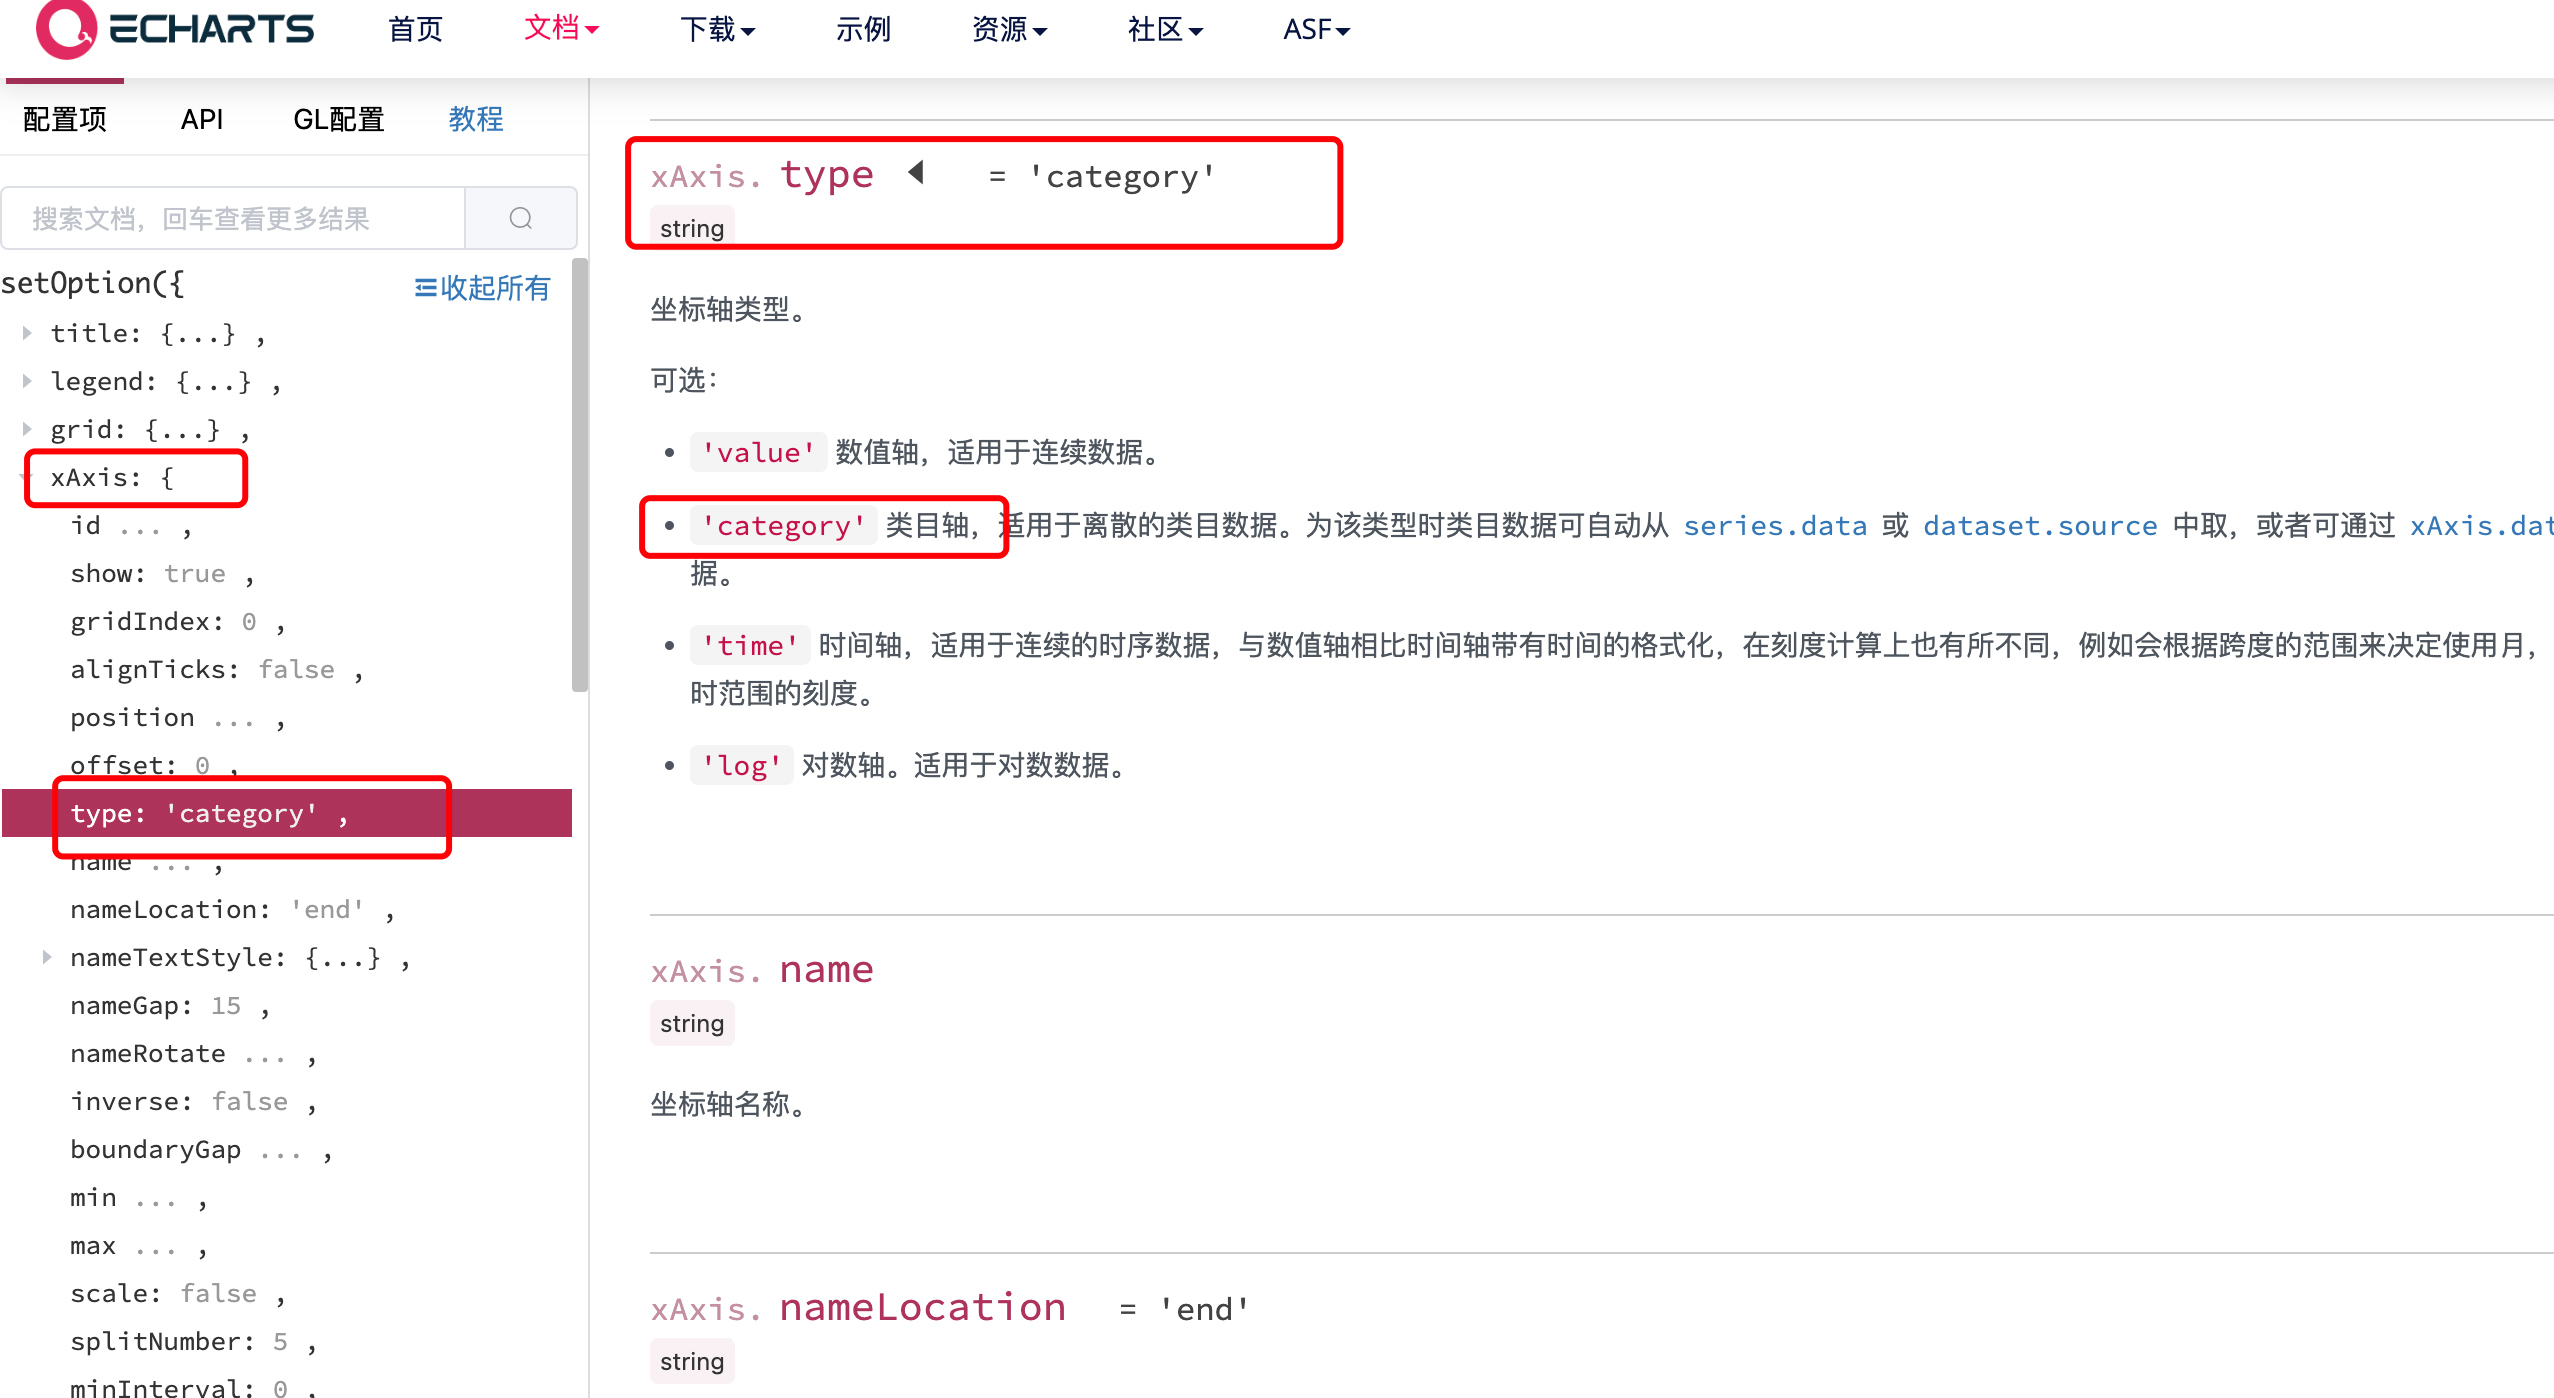 ECHARTS 首页 文档 下载 示例 资源 社区 ASF
配置项 API GL配置 教程
搜索文档，回车查看更多结果
setOption({ 收起所有
title: {...} ,
legend: {...} ,
grid: {...} ,
xAxis: {
id ... ,
show: true ,
gridIndex: 0 ,
alignTicks: false ,
position ... ,
offset: 0 ,
type: 'category' ,
name ... ,
nameLocation: 'end' ,
nameTextStyle: {...} ,
nameGap: 15 ,
nameRotate ... ,
inverse: false ,
boundaryGap ... ,
min ... ,
max ... ,
scale: false ,
splitNumber: 5 ,
minInterval: 0 ,
xAxis. type = 'category'
string
坐标轴类型。
可选：
'value' 数值轴，适用于连续数据。
'category' 类目轴，适用于离散的类目数据。为该类型时类目数据可自动从 series.data 或 dataset.source 中取，或者可通过 xAxis.dat
据。
'time' 时间轴，适用于连续的时序数据，与数值轴相比时间轴带有时间的格式化，在刻度计算上也有所不同，例如会根据跨度的范围来决定使用月，
时范围的刻度。
'log' 对数轴。适用于对数数据。
xAxis. name
string
坐标轴名称。
xAxis. nameLocation = 'end'
string